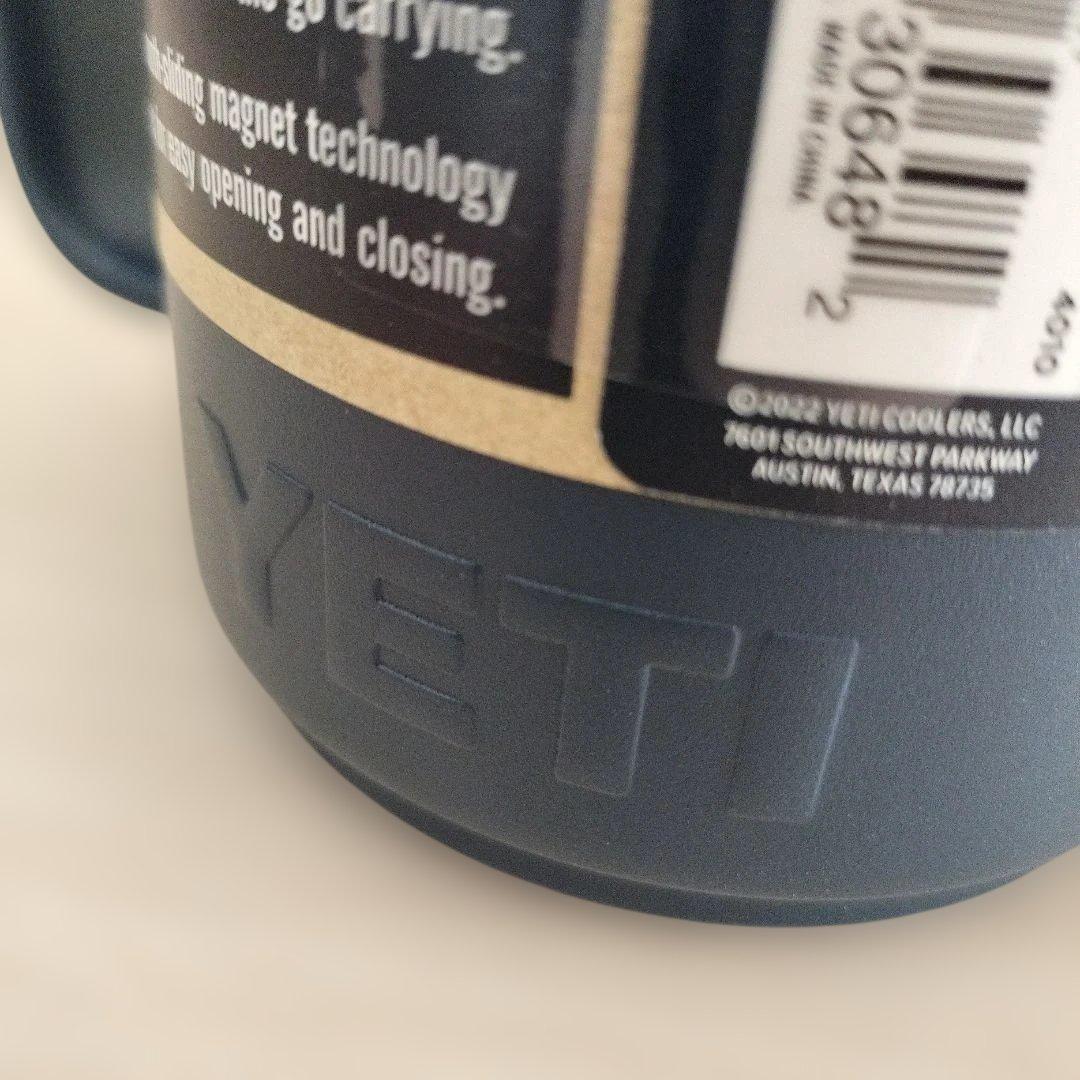 go carrying.
magnet technology
easy opening and closing.
MADE IN CHINA
30648 2
4010
©2022 YETI COOLERS, LLC
7601 SOUTHWEST PARKWAY
AUSTIN, TEXAS 78735
YETI